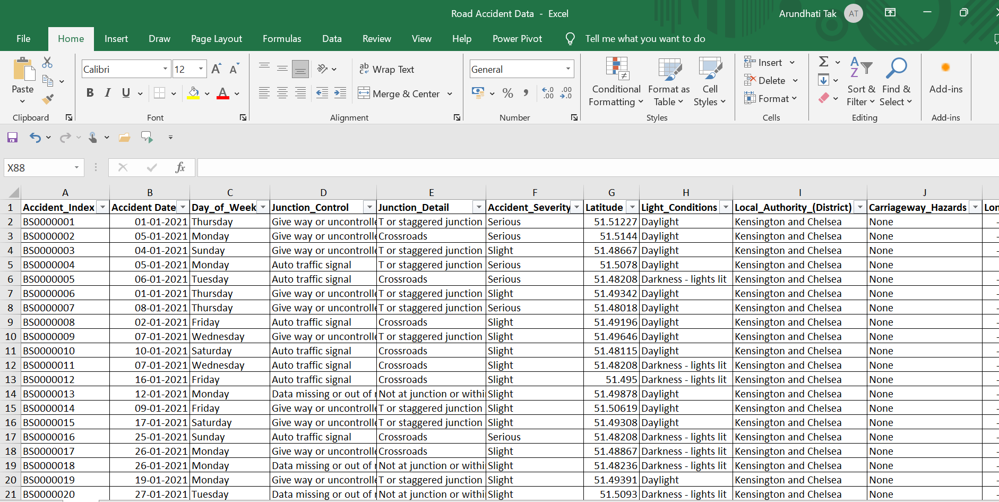 Road Accident Data - Excel
Arundhati Tak AT
File Home Insert Draw Page Layout Formulas Data Review View Help Power Pivot Tell me what you want to do
Paste
Clipboard
Calibri 12
B I U A
Font
ab Wrap Text
Merge & Center
Alignment
General
% 
Number
Conditional Formatting
Format as Table
Cell Styles
Styles
Insert
Delete
Format
Cells
Sort & Filter
Find & Select
Editing
Add-ins
Add-ins
X88 fx
A B C D E F G H I J
1 Accident_Index Accident Date Day_of_Week Junction_Control Junction_Detail Accident_Severity Latitude Light_Conditions Local_Authority_(District) Carriageway_Hazards Lon
2 BS0000001 01-01-2021 Thursday Give way or uncontrolle T or staggered junction Serious 51.51227 Daylight Kensington and Chelsea None
3 BS0000002 05-01-2021 Monday Give way or uncontrolle Crossroads Serious 51.5144 Daylight Kensington and Chelsea None
4 BS0000003 04-01-2021 Sunday Give way or uncontrolle T or staggered junction Slight 51.48667 Daylight Kensington and Chelsea None
5 BS0000004 05-01-2021 Monday Auto traffic signal T or staggered junction Serious 51.5078 Daylight Kensington and Chelsea None
6 BS0000005 06-01-2021 Tuesday Auto traffic signal Crossroads Serious 51.48208 Darkness - lights lit Kensington and Chelsea None
7 BS0000006 01-01-2021 Thursday Give way or uncontrolle T or staggered junction Slight 51.49342 Daylight Kensington and Chelsea None
8 BS0000007 08-01-2021 Thursday Give way or uncontrolle T or staggered junction Serious 51.48018 Daylight Kensington and Chelsea None
9 BS0000008 02-01-2021 Friday Auto traffic signal Crossroads Slight 51.49196 Daylight Kensington and Chelsea None
10 BS0000009 07-01-2021 Wednesday Give way or uncontrolle T or staggered junction Slight 51.49646 Daylight Kensington and Chelsea None
11 BS0000010 10-01-2021 Saturday Auto traffic signal Crossroads Slight 51.48115 Daylight Kensington and Chelsea None
12 BS0000011 07-01-2021 Wednesday Auto traffic signal Crossroads Slight 51.48208 Darkness - lights lit Kensington and Chelsea None
13 BS0000012 16-01-2021 Friday Auto traffic signal Crossroads Slight 51.495 Darkness - lights lit Kensington and Chelsea None
14 BS0000013 12-01-2021 Monday Data missing or out of r Not at junction or withi Slight 51.49878 Daylight Kensington and Chelsea None
15 BS0000014 09-01-2021 Friday Give way or uncontrolle T or staggered junction Slight 51.50619 Daylight Kensington and Chelsea None
16 BS0000015 17-01-2021 Saturday Give way or uncontrolle T or staggered junction Slight 51.49308 Daylight Kensington and Chelsea None
17 BS0000016 25-01-2021 Sunday Auto traffic signal Crossroads Serious 51.48208 Darkness - lights lit Kensington and Chelsea None
18 BS0000017 26-01-2021 Monday Give way or uncontrolle Crossroads Slight 51.48867 Darkness - lights lit Kensington and Chelsea None
19 BS0000018 26-01-2021 Monday Data missing or out of r Not at junction or withi Slight 51.48236 Darkness - lights lit Kensington and Chelsea None
20 BS0000019 19-01-2021 Monday Give way or uncontrolle T or staggered junction Slight 51.49391 Daylight Kensington and Chelsea None
21 BS0000020 27-01-2021 Tuesday Data missing or out of r Not at junction or withi Slight 51.5093 Darkness - lights lit Kensington and Chelsea None